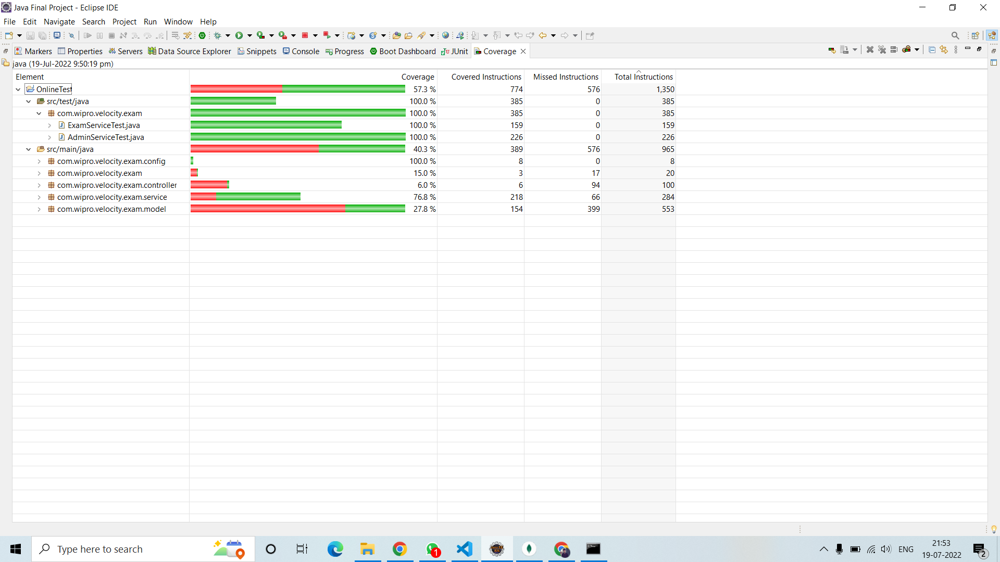 Java Final Project - Eclipse IDE
File Edit Navigate Search Project Run Window Help
Markers Properties Servers Data Source Explorer Snippets Console Progress Boot Dashboard JUnit Coverage
java (19-Jul-2022 9:50:19 pm)
Element Coverage Covered Instructions Missed Instructions Total Instructions
OnlineTest 57.3 % 774 576 1,350
src/test/java 100.0 % 385 0 385
com.wipro.velocity.exam 100.0 % 385 0 385
ExamServiceTest.java 100.0 % 159 0 159
AdminServiceTest.java 100.0 % 226 0 226
src/main/java 40.3 % 389 576 965
com.wipro.velocity.exam.config 100.0 % 8 0 8
com.wipro.velocity.exam 15.0 % 3 17 20
com.wipro.velocity.exam.controller 6.0 % 6 94 100
com.wipro.velocity.exam.service 76.8 % 218 66 284
com.wipro.velocity.exam.model 27.8 % 154 399 553
Type here to search
1
ENG
21:53
19-07-2022
2